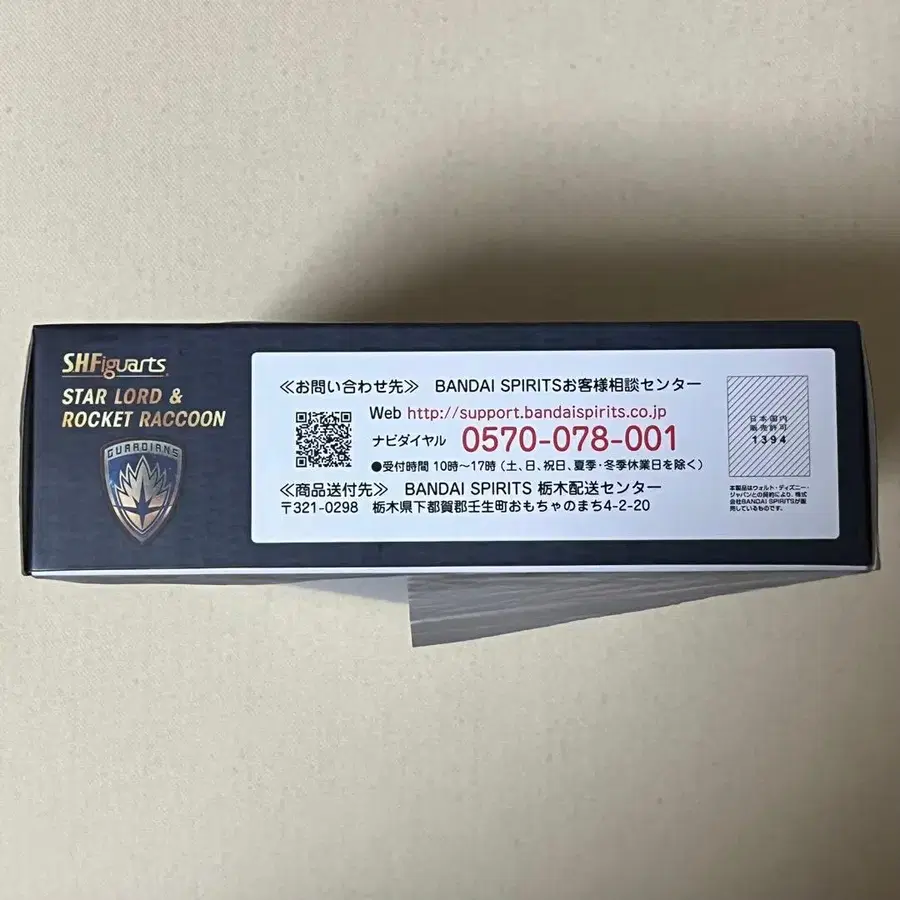 SHFiguarts
STAR LORD &
ROCKET RACCOON
GUARDIANS
≪お問い合わせ先≫ BANDAI SPIRITSお客様相談センター
Web http://support.bandaispirits.co.jp
ナビダイヤル 0570-078-001
●受付時間 10時〜17時（土、日、祝日、夏季・冬季休業日を除く）
≪商品送付先≫ BANDAI SPIRITS 栃木配送センター
〒321-0298 栃木県下都賀郡壬生町おもちゃのまち4-2-20
日本国内
販売許可
1394
本製品はウォルト・ディズニー・
ジャパンとの契約により、株式
会社BANDAI SPIRITSが販
売しているものです。